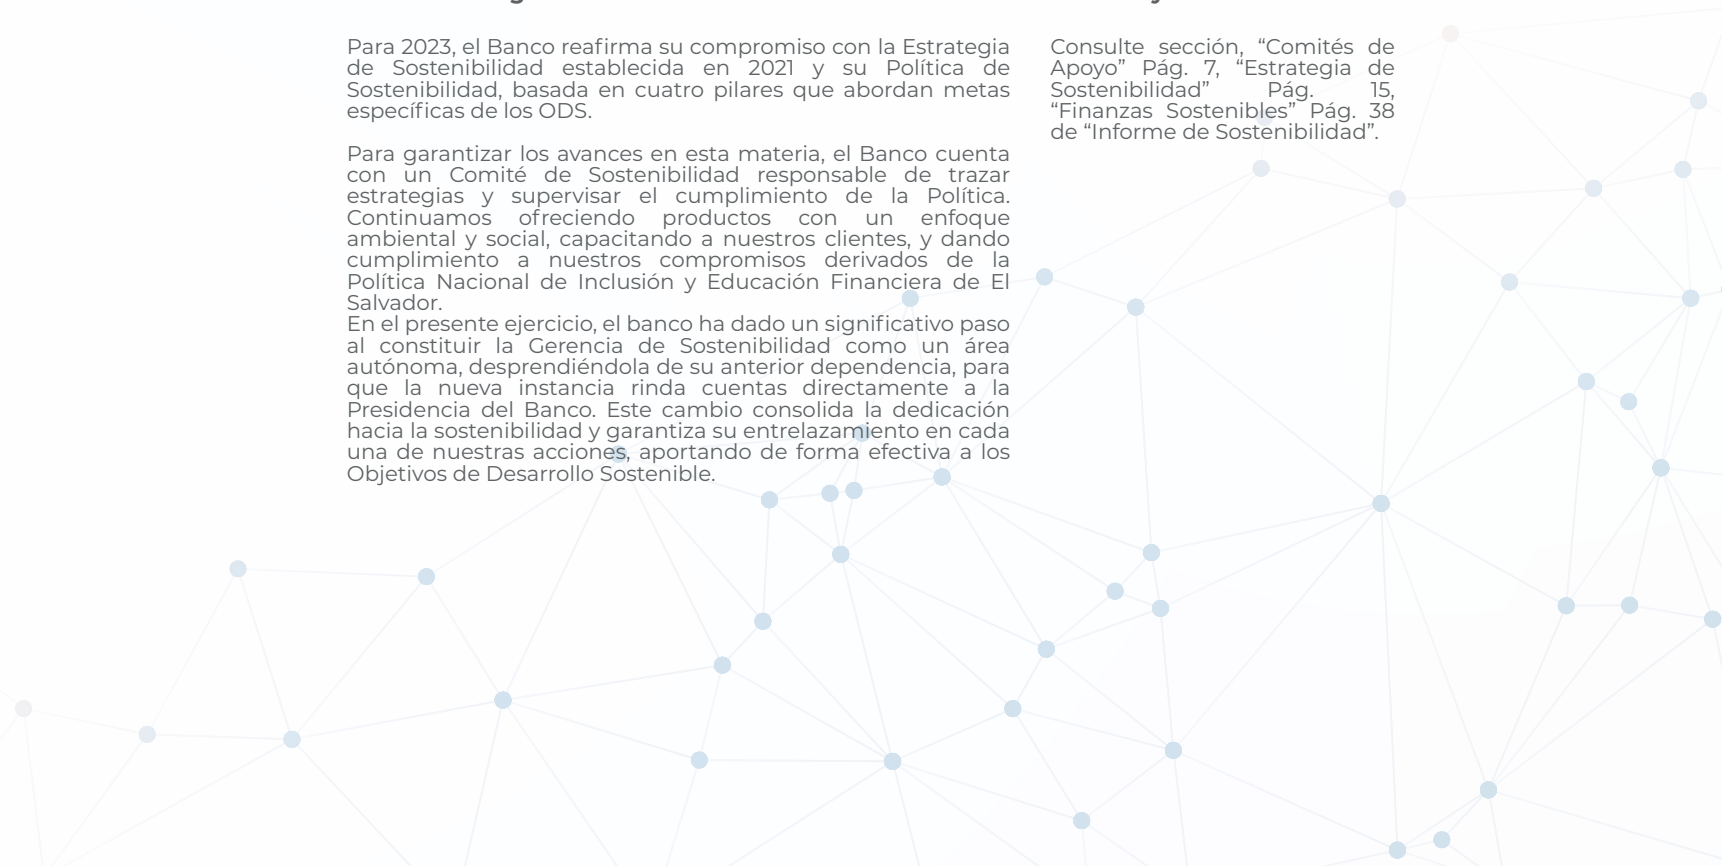 Para 2023, el Banco reafirma su compromiso con la Estrategia
de Sostenibilidad establecida en 2021 y su Política de
Sostenibilidad, basada en cuatro pilares que abordan metas
específicas de los ODS.
Para garantizar los avances en esta materia, el Banco cuenta
con un Comité de Sostenibilidad responsable de trazar
estrategias y supervisar el cumplimiento de la Política.
Continuamos ofreciendo productos con un enfoque
ambiental y social, capacitando a nuestros clientes, y dando
cumplimiento a nuestros compromisos derivados de la
Política Nacional de Inclusión y Educación Financiera de El
Salvador.
En el presente ejercicio, el banco ha dado un significativo paso
al constituir la Gerencia de Sostenibilidad como un área
autónoma, desprendiéndola de su anterior dependencia, para
que la nueva instancia rinda cuentas directamente a la
Presidencia del Banco. Este cambio consolida la dedicación
hacia la sostenibilidad y garantiza su entrelazamiento en cada
una de nuestras acciones, aportando de forma efectiva a los
Objetivos de Desarrollo Sostenible.
Consulte sección, “Comités de
Apoyo” Pág. 7, “Estrategia de
Sostenibilidad” Pág. 15,
“Finanzas Sostenibles” Pág. 38
de “Informe de Sostenibilidad”.